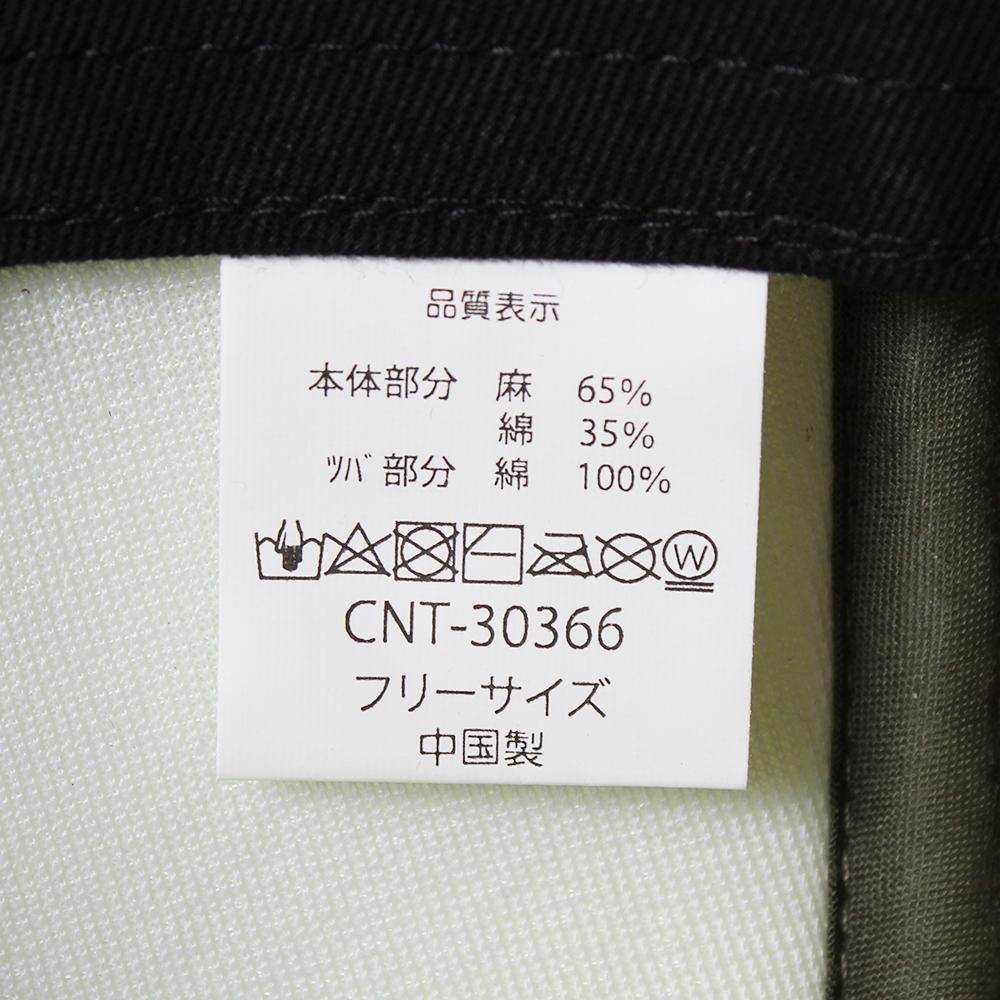 品質表示
本体部分 麻 65%
綿 35%
ﾂﾊﾞ部分 綿 100%
W
CNT-30366
フリーサイズ
中国製